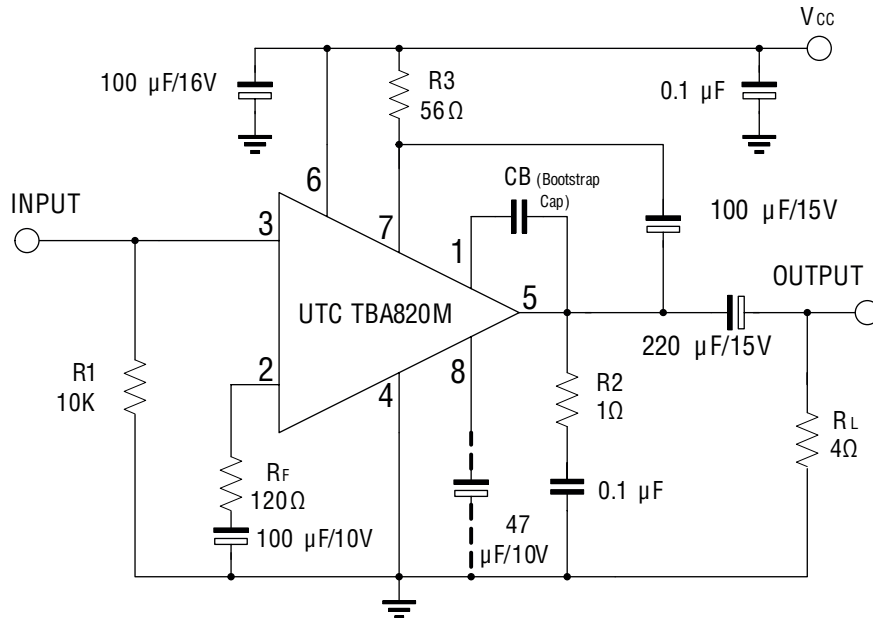 VCC
100 µF/16V
R3
56Ω
0.1 µF
6
7
CB (Bootstrap
Cap)
INPUT
3
1
100 µF/15V
OUTPUT
UTC TBA820M
5
220 µF/15V
R1
10K
2
4
8
R2
1Ω
RL
4Ω
RF
120Ω
0.1 µF
100 µF/10V
47
µF/10V